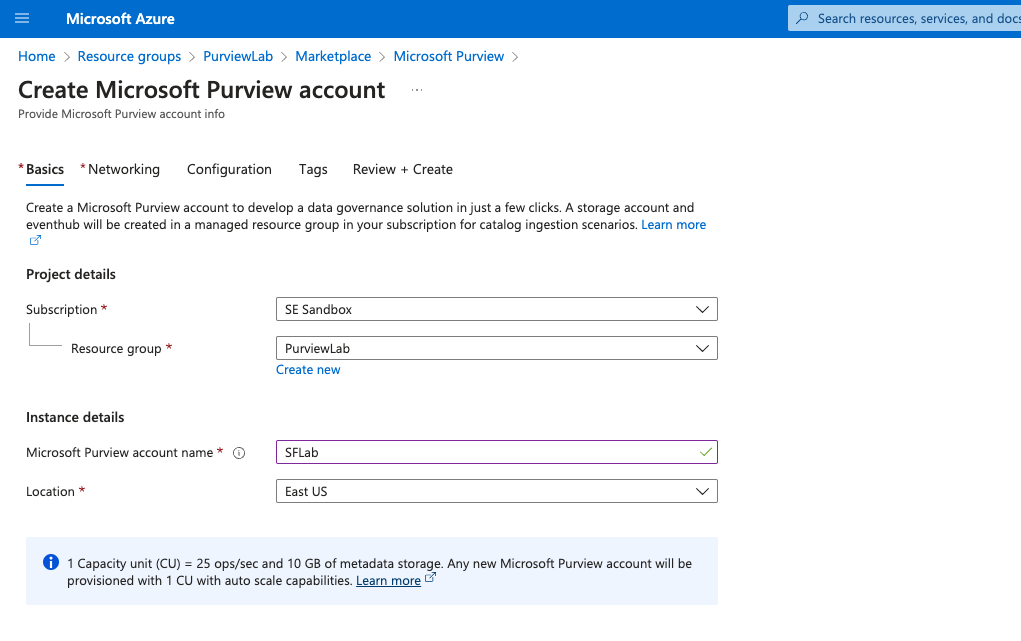 Microsoft Azure
Search resources, services, and docs
Home > Resource groups > PurviewLab > Marketplace > Microsoft Purview >
Create Microsoft Purview account ...
Provide Microsoft Purview account info
* Basics * Networking Configuration Tags Review + Create
Create a Microsoft Purview account to develop a data governance solution in just a few clicks. A storage account and
eventhub will be created in a managed resource group in your subscription for catalog ingestion scenarios. Learn more
Project details
Subscription *
SE Sandbox
Resource group *
PurviewLab
Create new
Instance details
Microsoft Purview account name *
SFLab
Location *
East US
1 Capacity unit (CU) = 25 ops/sec and 10 GB of metadata storage. Any new Microsoft Purview account will be
provisioned with 1 CU with auto scale capabilities. Learn more